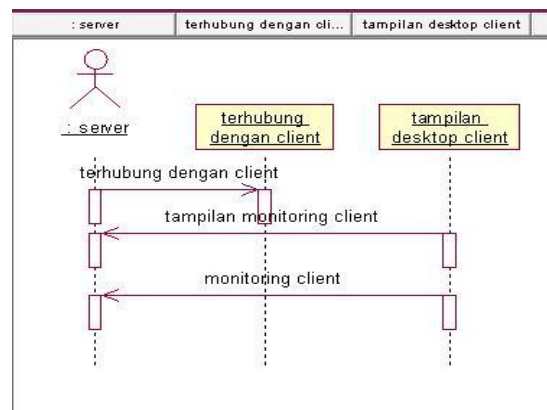 : server
terhubung dengan cli...
tampilan desktop client
: server
terhubung
dengan client
tampilan
desktop client
terhubung dengan client
tampilan monitoring client
monitoring client